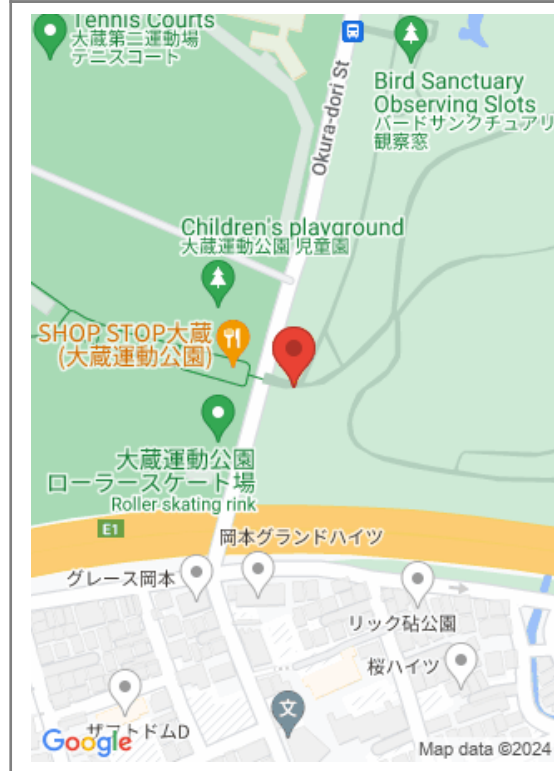 Tennis Courts
大蔵第二運動場
テニスコート
Okura-dori St
Bird Sanctuary
Observing Slots
バードサンクチュアリ
観察窓
Children's playground
大蔵運動公園 児童園
SHOP STOP大蔵
(大蔵運動公園)
大蔵運動公園
ローラースケート場
Roller skating rink
E1
岡本グランドハイツ
グレース岡本
リック砧公園
桜ハイツ
文
Google
Map data ©2024